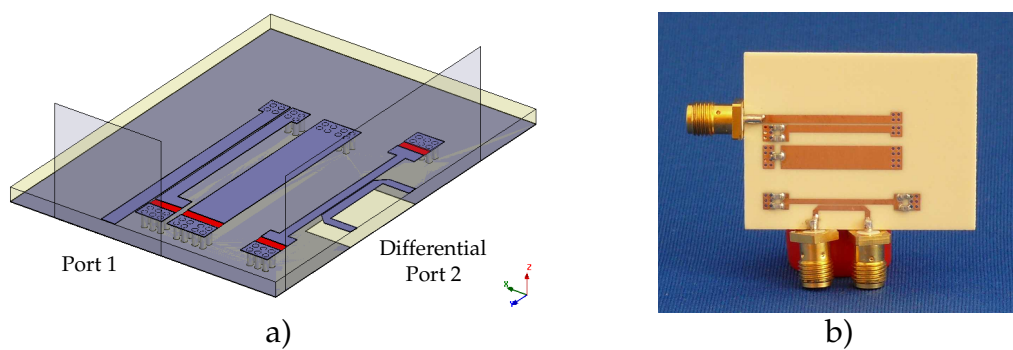 Port 1
Differential
Port 2
Z
X
Y
a)
b)